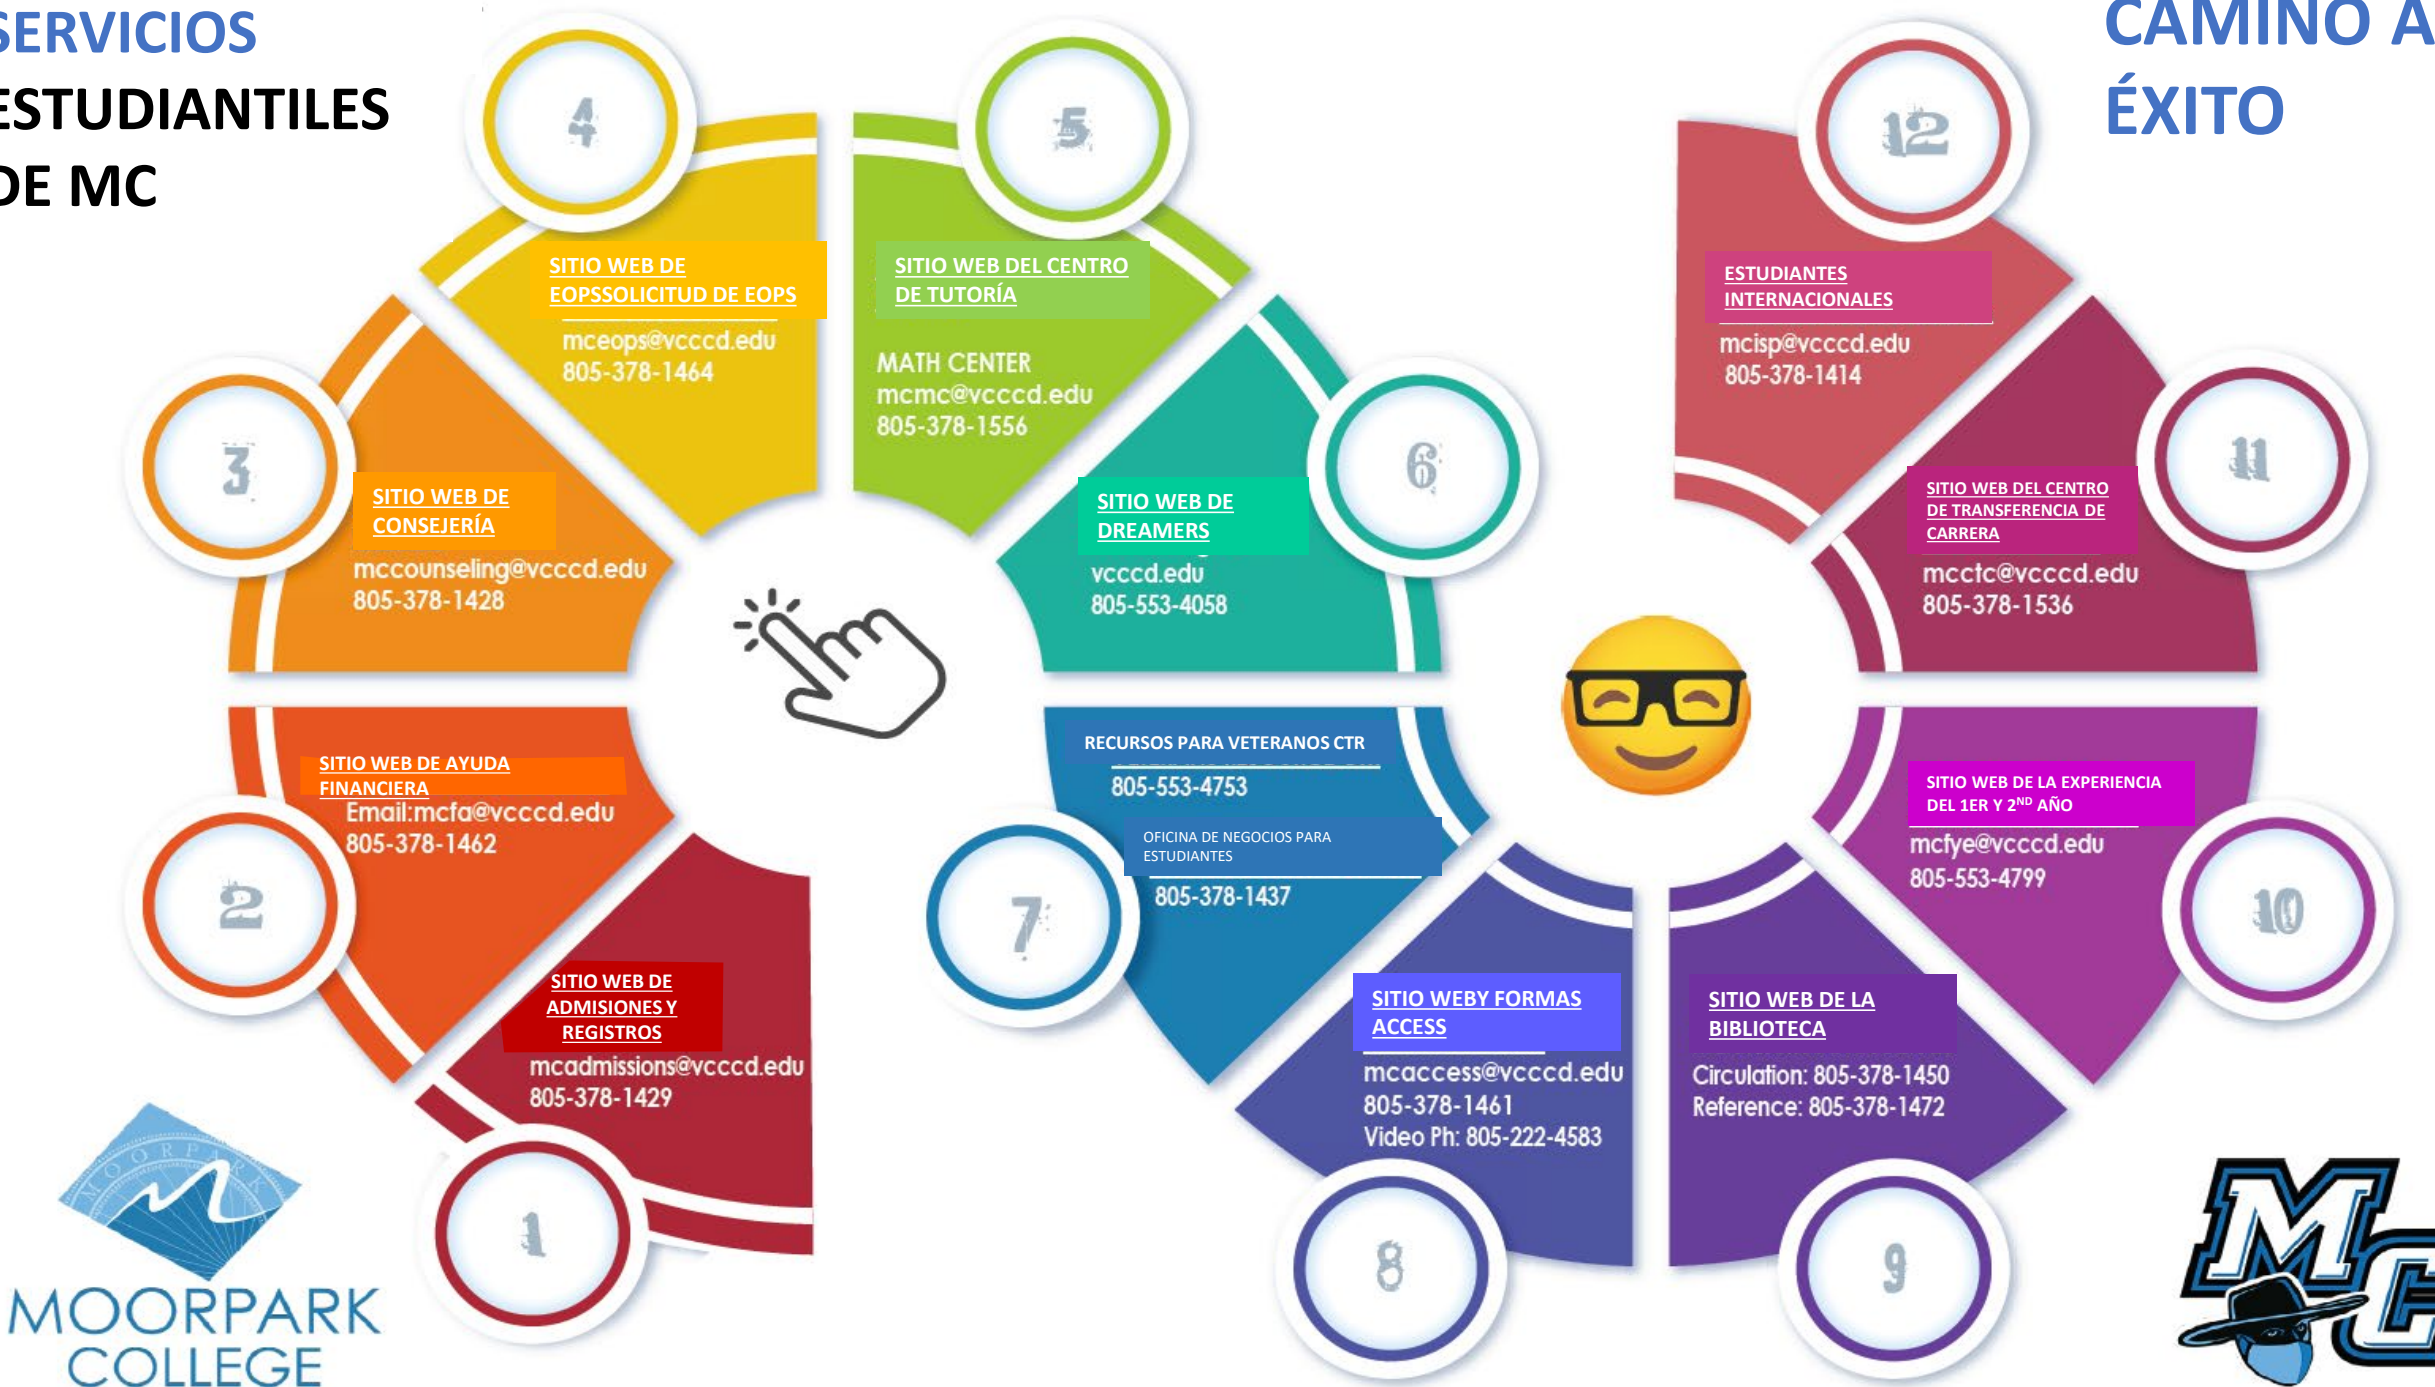 SERVICIOS
ESTUDIANTILES
DE MC
CAMINO A
ÉXITO
1
SITIO WEB DE
ADMISIONES Y
REGISTROS
mcadmissions@vcccd.edu
805-378-1429
2
SITIO WEB DE AYUDA
FINANCIERA
Email:mcfa@vcccd.edu
805-378-1462
3
SITIO WEB DE
CONSEJERÍA
mccounseling@vcccd.edu
805-378-1428
4
SITIO WEB DE
EOPSSOLICITUD DE EOPS
mceops@vcccd.edu
805-378-1464
5
SITIO WEB DEL CENTRO
DE TUTORÍA
MATH CENTER
mcmc@vcccd.edu
805-378-1556
6
SITIO WEB DE
DREAMERS
vcccd.edu
805-553-4058
7
RECURSOS PARA VETERANOS CTR
805-553-4753
OFICINA DE NEGOCIOS PARA
ESTUDIANTES
805-378-1437
8
SITIO WEBY FORMAS
ACCESS
mcaccess@vcccd.edu
805-378-1461
Video Ph: 805-222-4583
9
SITIO WEB DE LA
BIBLIOTECA
Circulation: 805-378-1450
Reference: 805-378-1472
10
SITIO WEB DE LA EXPERIENCIA
DEL 1ER Y 2ND AÑO
mcfye@vcccd.edu
805-553-4799
11
SITIO WEB DEL CENTRO
DE TRANSFERENCIA DE
CARRERA
mcctc@vcccd.edu
805-378-1536
12
ESTUDIANTES
INTERNACIONALES
mcisp@vcccd.edu
805-378-1414
MOORPARK
MOORPARK
COLLEGE
MC